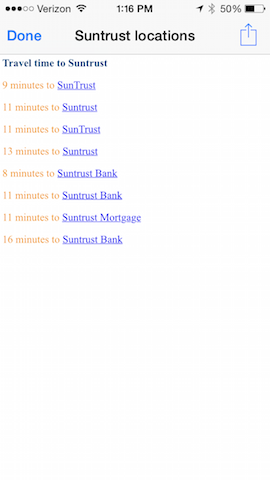 Verizon 1:16 PM 50%
Done Suntrust locations
Travel time to Suntrust
9 minutes to SunTrust
11 minutes to Suntrust
11 minutes to SunTrust
13 minutes to Suntrust
8 minutes to Suntrust Bank
11 minutes to Suntrust Bank
11 minutes to Suntrust Mortgage
16 minutes to Suntrust Bank